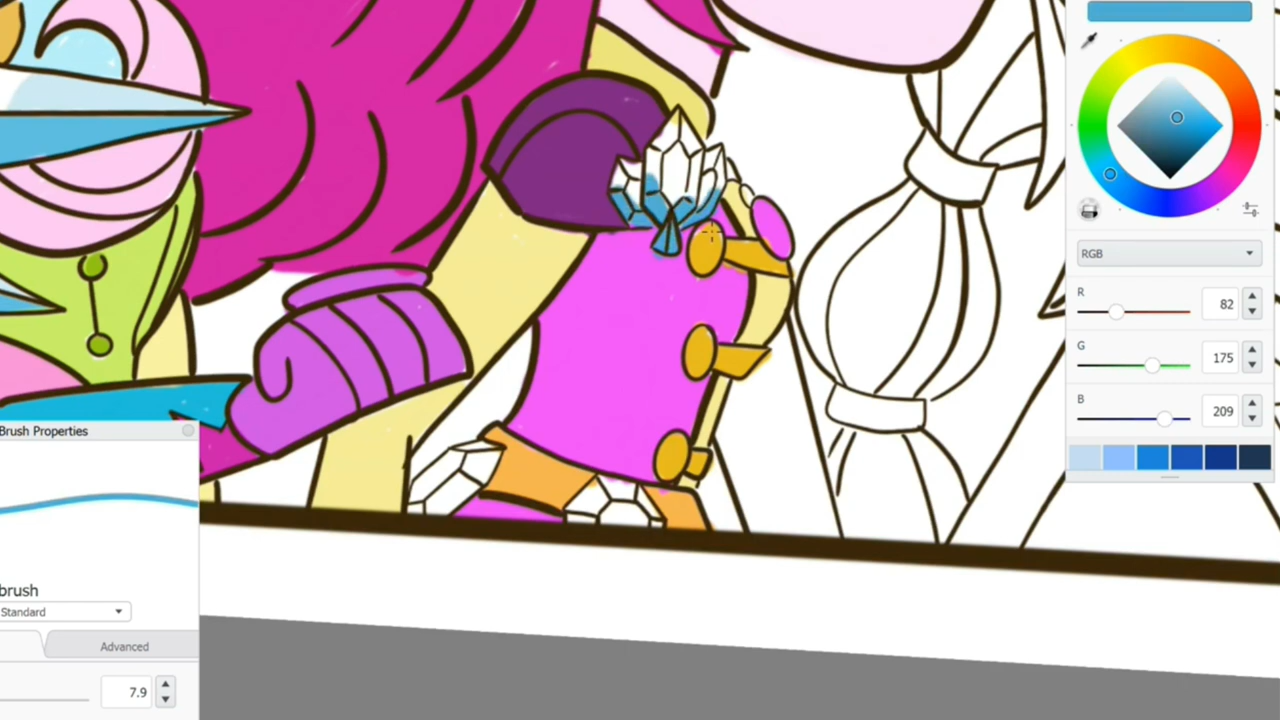 RGB
R
82
G
175
B
209
Brush Properties
brush
Standard
Advanced
7.9